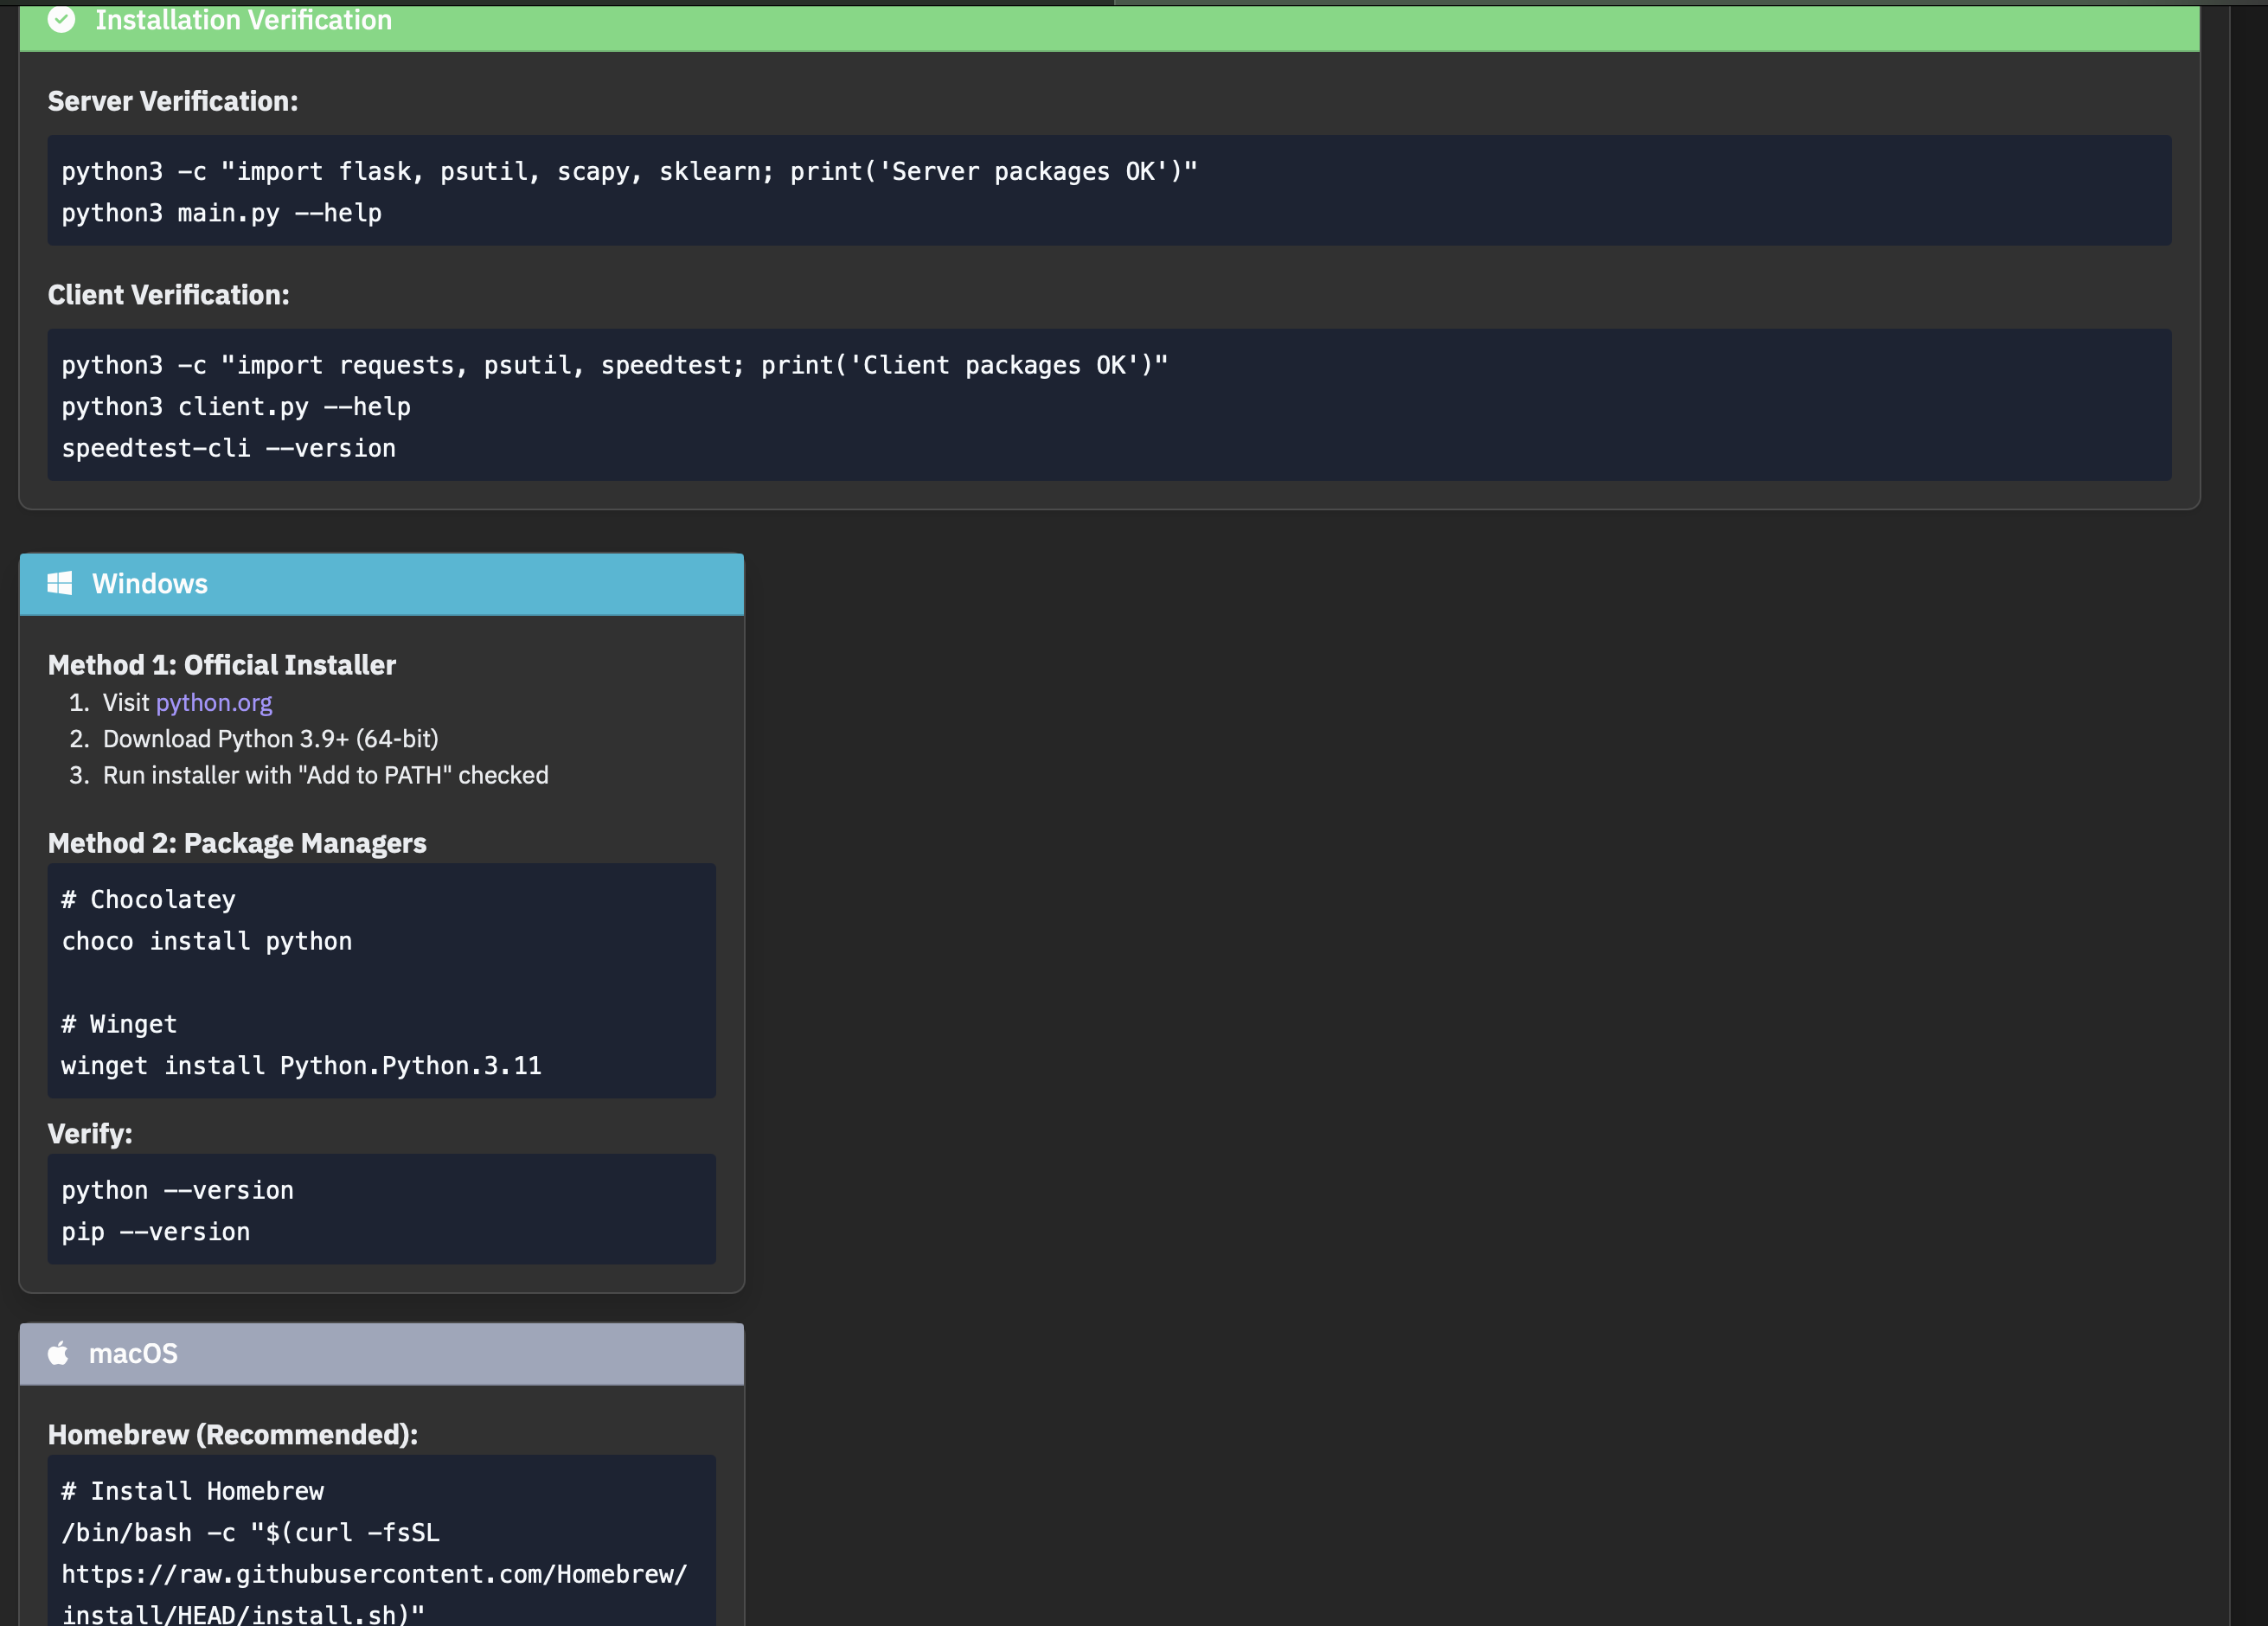 Installation Verification
Server Verification:
python3 -c "import flask, psutil, scapy, sklearn; print('Server packages OK')"
python3 main.py --help
Client Verification:
python3 -c "import requests, psutil, speedtest; print('Client packages OK')"
python3 client.py --help
speedtest-cli --version
Windows
Method 1: Official Installer
1. Visit python.org
2. Download Python 3.9+ (64-bit)
3. Run installer with "Add to PATH" checked
Method 2: Package Managers
# Chocolatey
choco install python
# Winget
winget install Python.Python.3.11
Verify:
python --version
pip --version
macOS
Homebrew (Recommended):
# Install Homebrew
/bin/bash -c "$(curl -fsSL
https://raw.githubusercontent.com/Homebrew/
install/HEAD/install.sh)"